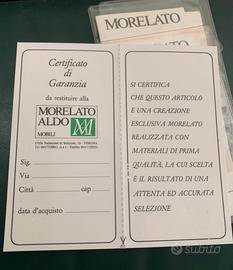 MORELATO
Certificato
di
Garanzia
da restituire alla
MORELATO
ALDO
MOBILI
Sig.
Via
Città cap
data d'acquisto
SI CERTIFICA
CHE QUESTO ARTICOLO
E UNA CREAZIONE
ESCLUSIVA MORELATO
REALIZZATA CON
MATERIALI DI PRIMA
QUALITÀ, LA CUI SCELTA
È IL RISULTATO DI UNA
ATTENTA ED ACCURATA
SELEZIONE
subito